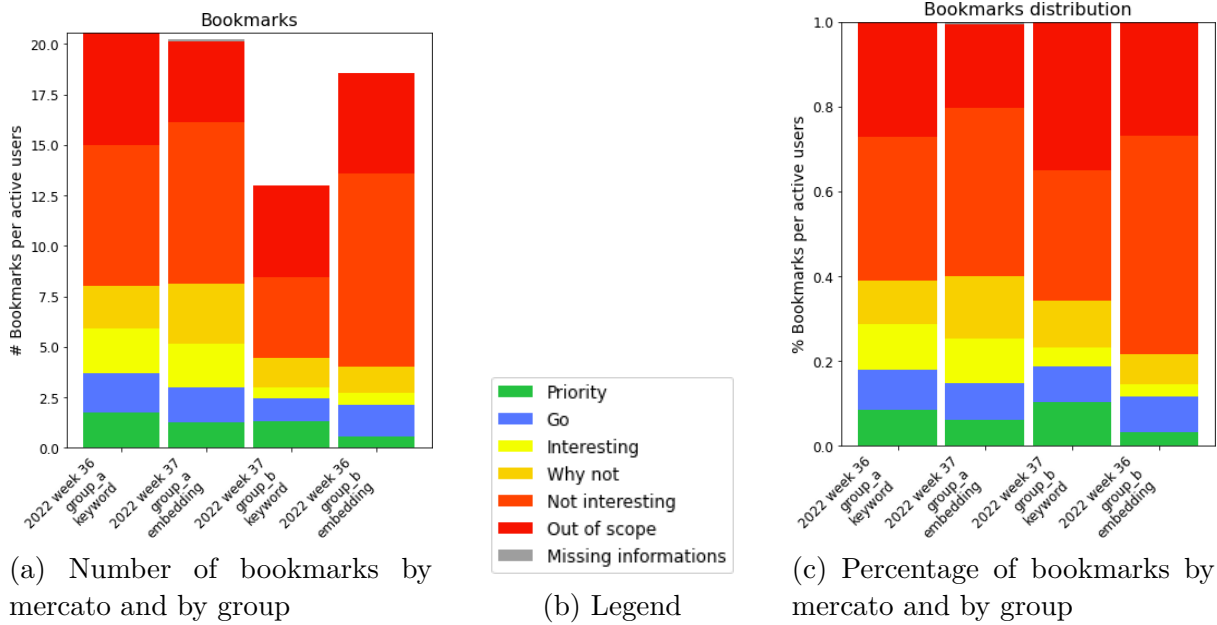 Bookmarks
# Bookmarks per active users
20.0
17.5
15.0
12.5
10.0
7.5
5.0
2.5
0.0
2022 week 36
group_a
keyword
2022 week 37
group_a
embedding
2022 week 37
group_b
keyword
2022 week 36
group_b
embedding
(a) Number of bookmarks by
mercato and by group
Priority
Go
Interesting
Why not
Not interesting
Out of scope
Missing informations
(b) Legend
Bookmarks distribution
% Bookmarks per active users
1.0
0.8
0.6
0.4
0.2
0.0
2022 week 36
group_a
keyword
2022 week 37
group_a
embedding
2022 week 37
group_b
keyword
2022 week 36
group_b
embedding
(c) Percentage of bookmarks by
mercato and by group